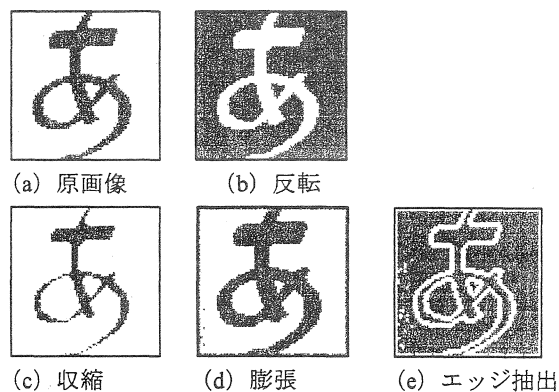 あ あ
(a) 原画像 (b) 反転
あ あ あ
(c) 収縮 (d) 膨張 (e) エッジ抽出